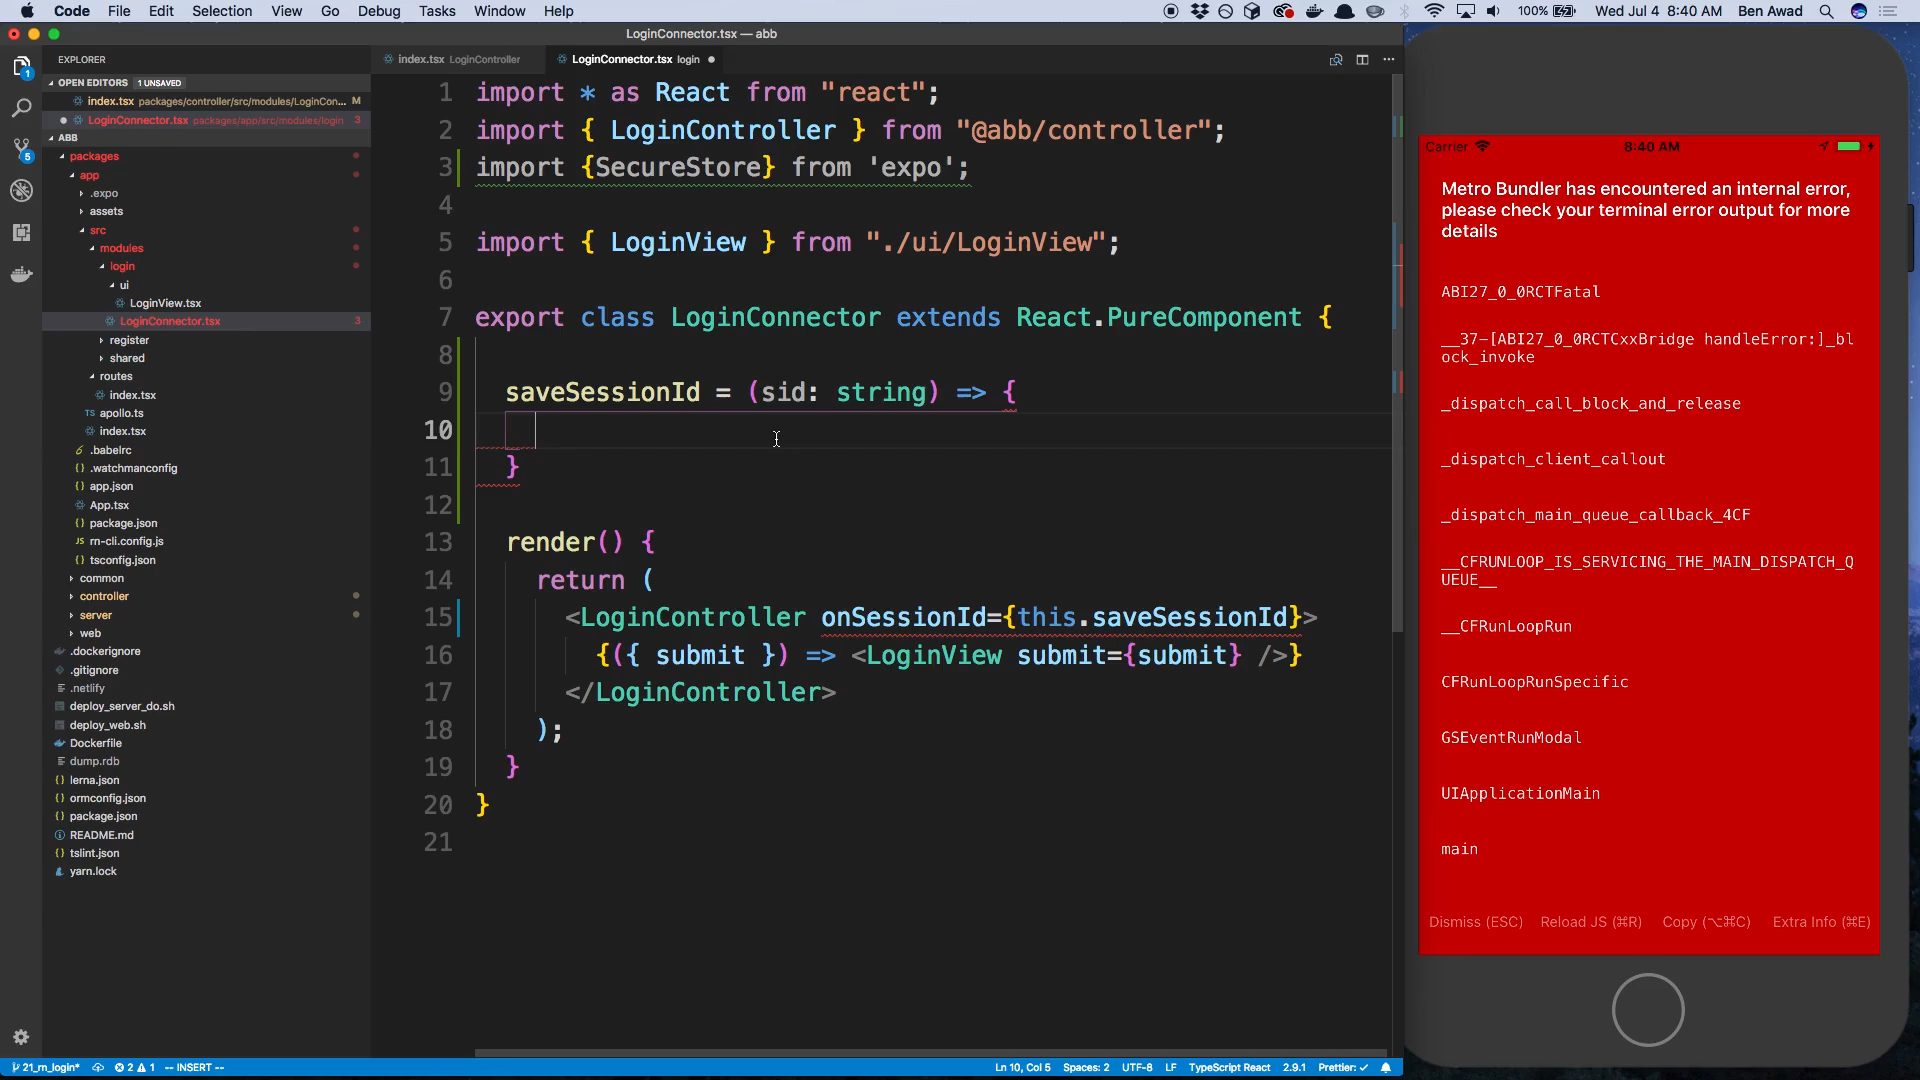 Code File Edit Selection View Go Debug Tasks Window Help
100% Wed Jul 4 8:40 AM Ben Awad
LoginConnector.tsx — abb
EXPLORER
OPEN EDITORS 1 UNSAVED
index.tsx packages/controller/src/modules/LoginCon... M
LoginConnector.tsx packages/app/src/modules/login 3
ABB
packages
app
.expo
assets
src
modules
login
ui
LoginView.tsx
LoginConnector.tsx 3
register
shared
routes
index.tsx
TS apollo.ts
index.tsx
.babelrc
{} .watchmanconfig
{} app.json
App.tsx
{} package.json
JS rn-cli.config.js
{} tsconfig.json
common
controller
server
web
.dockerignore
.gitignore
.netlify
deploy_server_do.sh
deploy_web.sh
Dockerfile
dump.rdb
{} lerna.json
{} ormconfig.json
{} package.json
README.md
{} tslint.json
yarn.lock
1
5
index.tsx LoginController
LoginConnector.tsx login
1 import * as React from "react";
2 import { LoginController } from "@abb/controller";
3 import {SecureStore} from 'expo';
4
5 import { LoginView } from "./ui/LoginView";
6
7 export class LoginConnector extends React.PureComponent {
8
9 saveSessionId = (sid: string) => {
10
11 }
12
13 render() {
14 return (
15 <LoginController onSessionId={this.saveSessionId}>
16 {({ submit }) => <LoginView submit={submit} />}
17 </LoginController>
18 );
19 }
20 }
21
Carrier 8:40 AM
Metro Bundler has encountered an internal error,
please check your terminal error output for more
details
ABI27_0_0RCTFatal
__37-[ABI27_0_0RCTCxxBridge handleError:]_bl
ock_invoke
_dispatch_call_block_and_release
_dispatch_client_callout
_dispatch_main_queue_callback_4CF
__CFRUNLOOP_IS_SERVICING_THE_MAIN_DISPATCH_Q
UEUE__
__CFRunLoopRun
CFRunLoopRunSpecific
GSEventRunModal
UIApplicationMain
main
Dismiss (ESC) Reload JS (⌘R) Copy (⌥⌘C) Extra Info (⌘E)
21_m_login* 2 1 -- INSERT -- Ln 10, Col 5 Spaces: 2 UTF-8 LF TypeScript React 2.9.1 Prettier: ✓